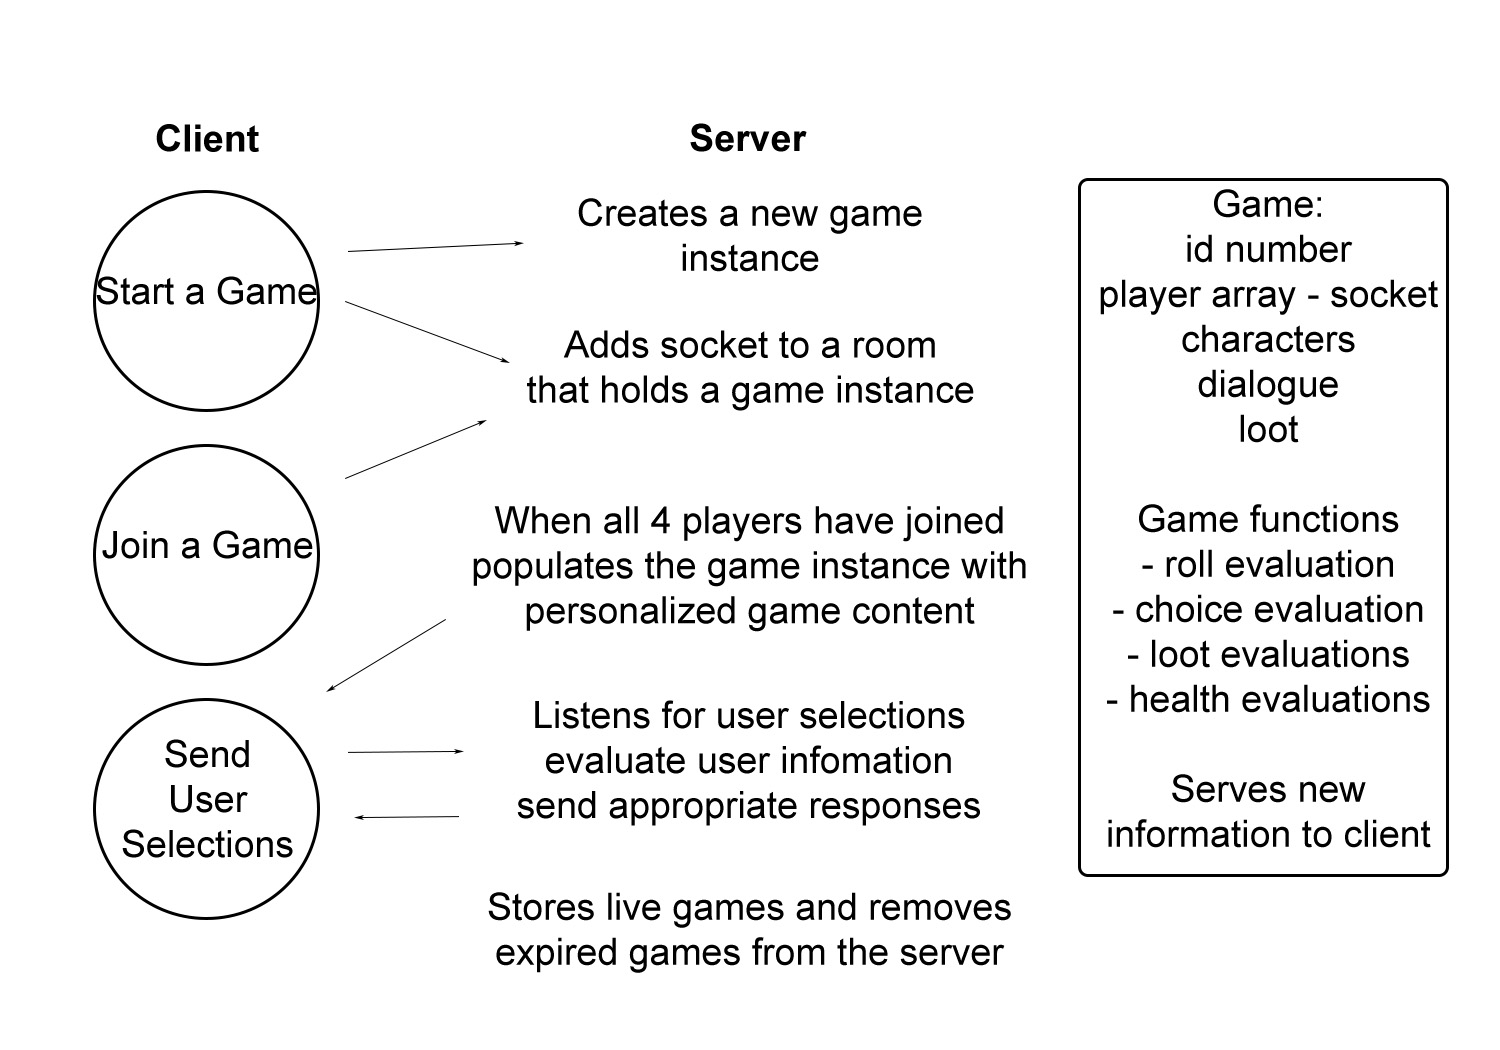 Client
Start a Game
Join a Game
Send
User
Selections
Server
Creates a new game
instance
Adds socket to a room
that holds a game instance
When all 4 players have joined
populates the game instance with
personalized game content
Listens for user selections
evaluate user infomation
send appropriate responses
Stores live games and removes
expired games from the server
Game:
id number
player array - socket
characters
dialogue
loot
Game functions
- roll evaluation
- choice evaluation
- loot evaluations
- health evaluations
Serves new
information to client